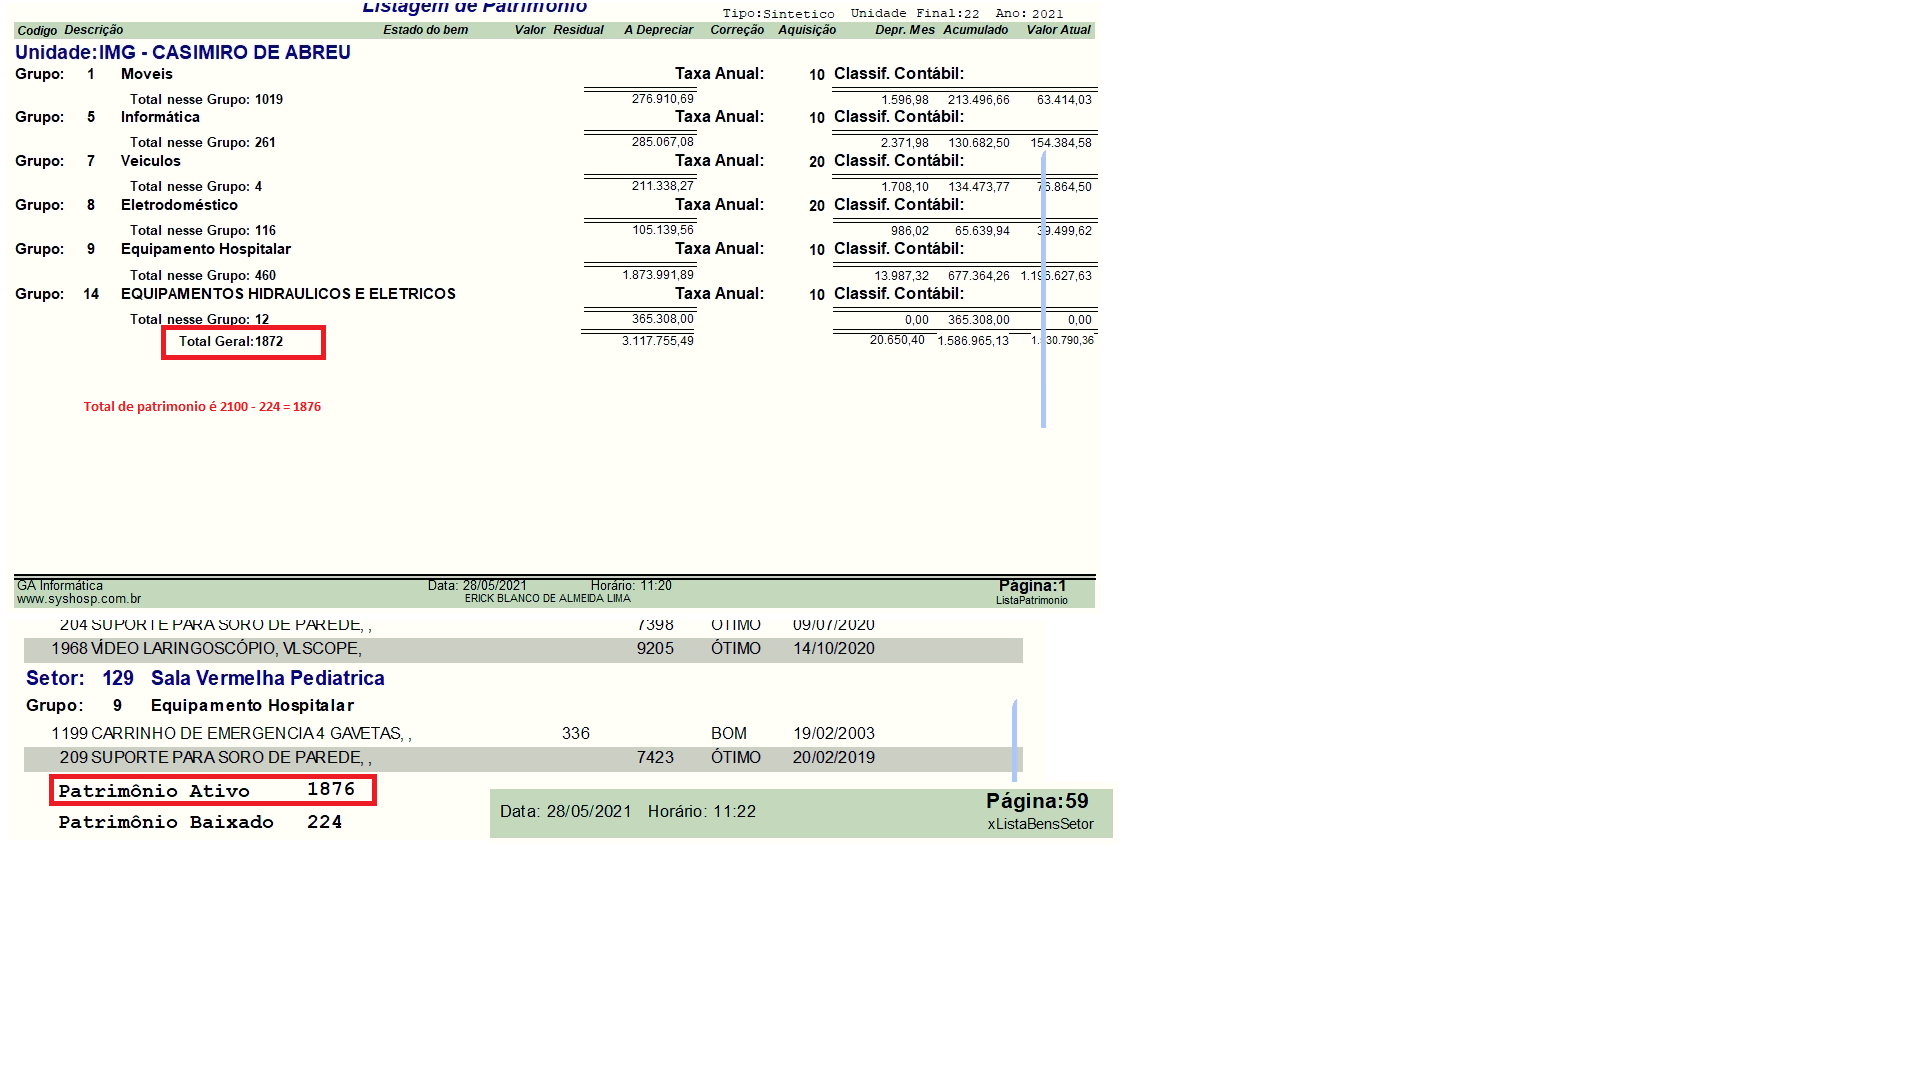 Listagem de Patrimonio
Tipo:Sintetico Unidade Final:22 Ano: 2021
Codigo Descrição Estado do bem Valor Residual A Depreciar Correção Aquisição Depr. Mes Acumulado Valor Atual
Unidade:IMG - CASIMIRO DE ABREU
Grupo: 1 Moveis Taxa Anual: 10 Classif. Contábil:
Total nesse Grupo: 1019 276.910,69 1.596,98 213.496,66 63.414,03
Grupo: 5 Informática Taxa Anual: 10 Classif. Contábil:
Total nesse Grupo: 261 285.067,08 2.371,98 130.682,50 154.384,58
Grupo: 7 Veiculos Taxa Anual: 20 Classif. Contábil:
Total nesse Grupo: 4 211.338,27 1.708,10 134.473,77 76.864,50
Grupo: 8 Eletrodoméstico Taxa Anual: 20 Classif. Contábil:
Total nesse Grupo: 116 105.139,56 986,02 65.639,94 39.499,62
Grupo: 9 Equipamento Hospitalar Taxa Anual: 10 Classif. Contábil:
Total nesse Grupo: 460 1.873.991,89 13.987,32 677.364,26 1.196.627,63
Grupo: 14 EQUIPAMENTOS HIDRAULICOS E ELETRICOS Taxa Anual: 10 Classif. Contábil:
Total nesse Grupo: 12 365.308,00 0,00 365.308,00 0,00
Total Geral:1872 3.117.755,49 20.650,40 1.586.965,13 1.530.790,36
Total de patrimonio é 2100 - 224 = 1876
GA Informática Data: 28/05/2021 Horário: 11:20 Página:1
www.syshosp.com.br ERICK BLANCO DE ALMEIDA LIMA ListaPatrimonio
204 SUPORTE PARA SORO DE PAREDE, , 7398 ÓTIMO 09/07/2020
1968 VÍDEO LARINGOSCÓPIO, VLSCOPE, 9205 ÓTIMO 14/10/2020
Setor: 129 Sala Vermelha Pediatrica
Grupo: 9 Equipamento Hospitalar
1199 CARRINHO DE EMERGENCIA 4 GAVETAS, , 336 BOM 19/02/2003
209 SUPORTE PARA SORO DE PAREDE, , 7423 ÓTIMO 20/02/2019
Patrimônio Ativo 1876
Patrimônio Baixado 224
Data: 28/05/2021 Horário: 11:22 Página:59
xListaBensSetor